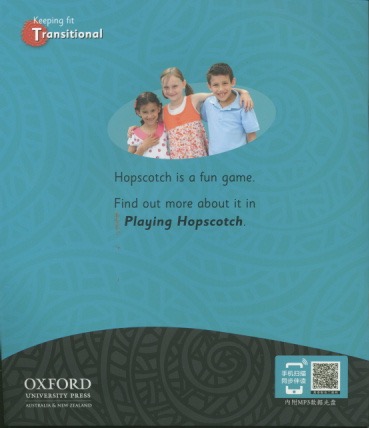 Keeping fit
Transitional
Hopscotch is a fun game.
Find out more about it in
Playing Hopscotch.
OXFORD
UNIVERSITY PRESS
AUSTRALIA & NEW ZEALAND
手机扫描
同步伴读
内附MP3数据光盘